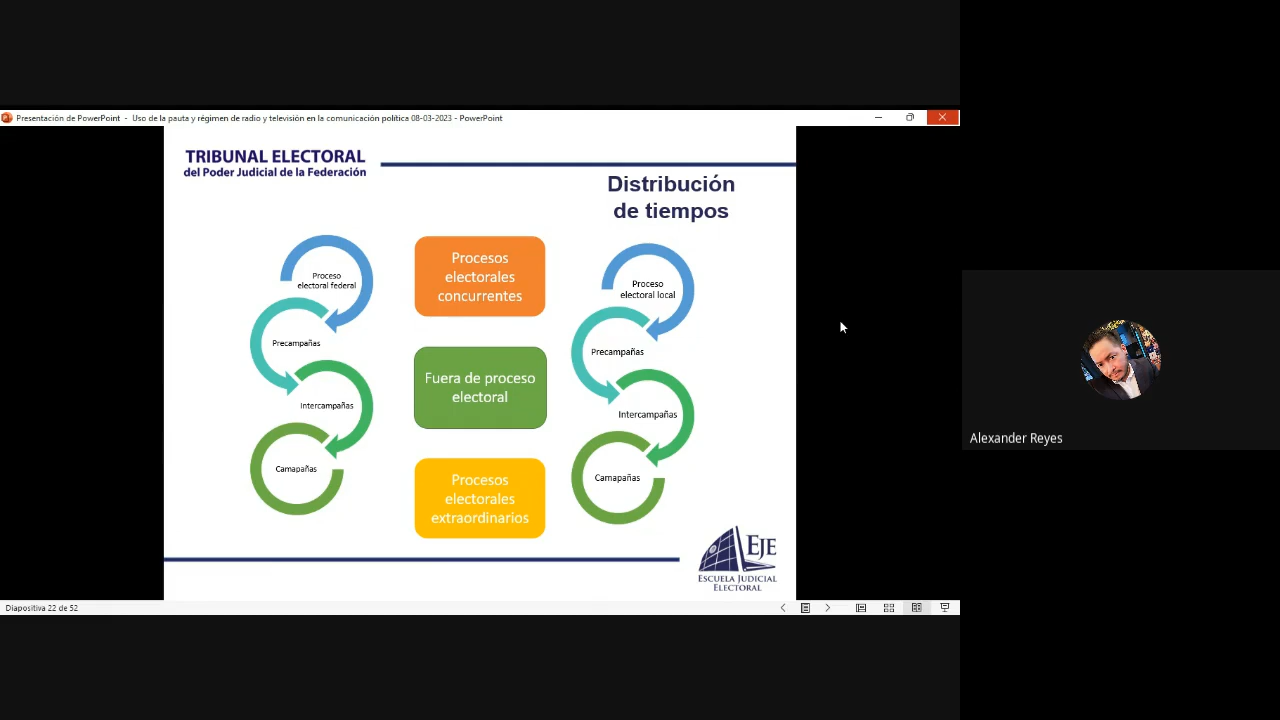 Presentación de PowerPoint - Uso de la pauta y régimen de radio y televisión en la comunicación política 08-03-2023 - PowerPoint
TRIBUNAL ELECTORAL
del Poder Judicial de la Federación
Distribución
de tiempos
Proceso
electoral federal
Precampañas
Intercampañas
Camapañas
Procesos
electorales
concurrentes
Fuera de proceso
electoral
Procesos
electorales
extraordinarios
Proceso
electoral local
Precampañas
Intercampañas
Camapañas
EJE
ESCUELA JUDICIAL
ELECTORAL
Diapositiva 22 de 52
Alexander Reyes